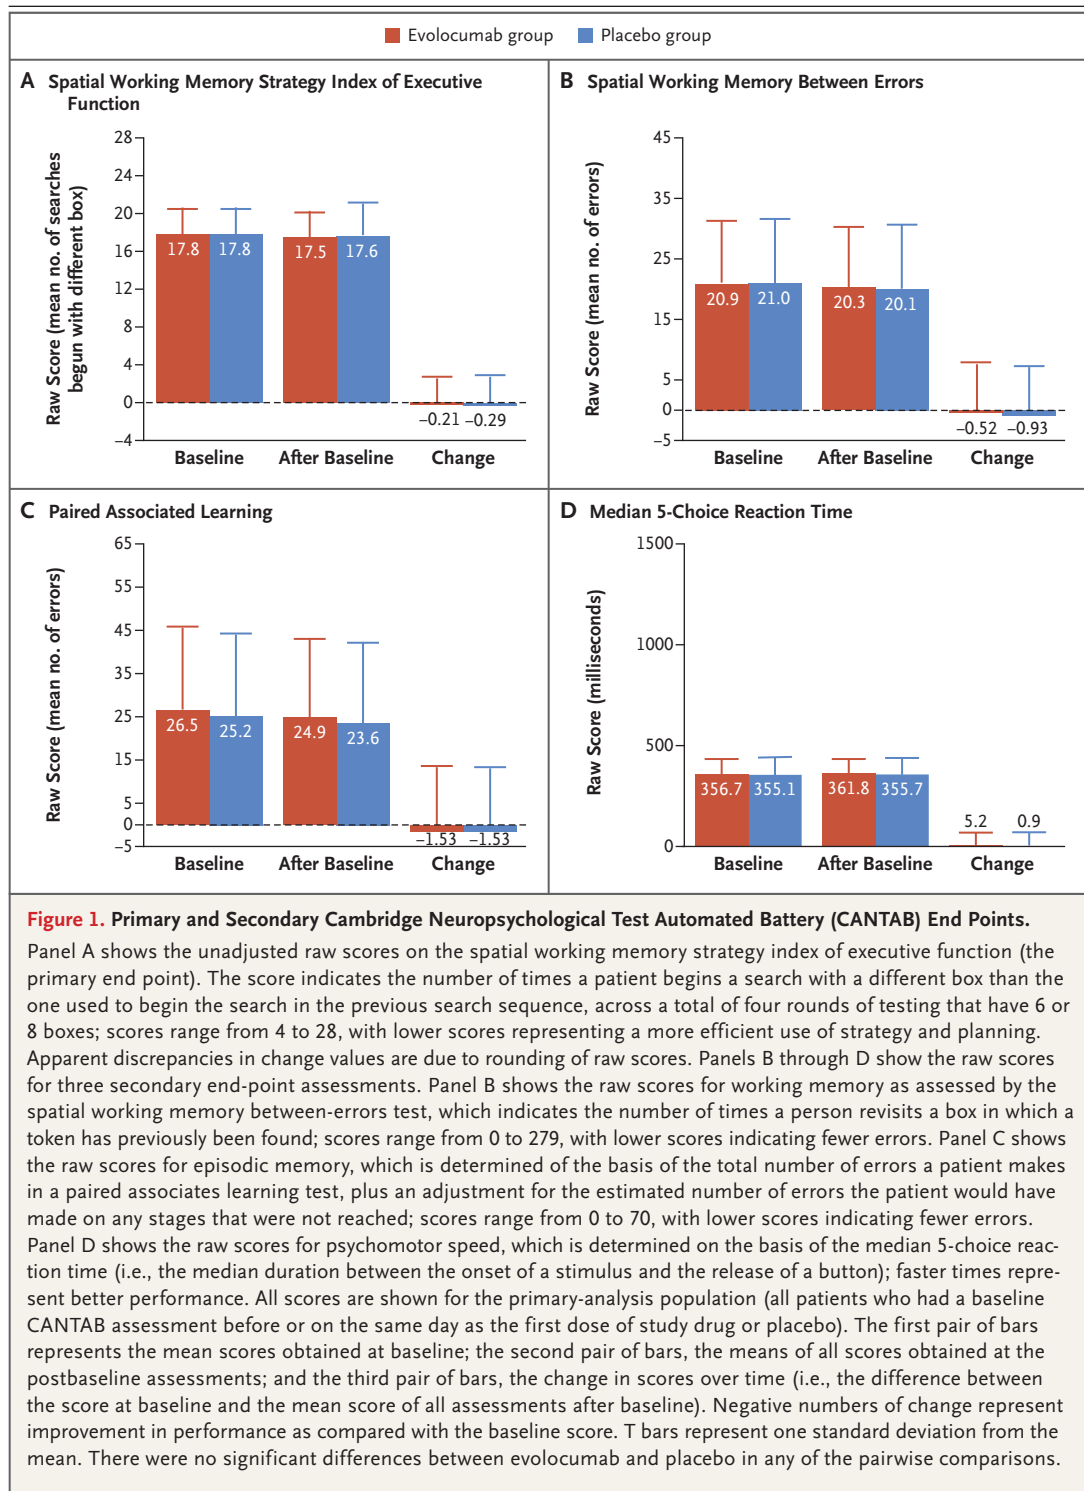 Evolocumab group Placebo group
A Spatial Working Memory Strategy Index of Executive
Function
Raw Score (mean no. of searches
begun with different box)
28
24
20
16
12
8
4
0
–4
17.8 17.8 17.5 17.6
–0.21 –0.29
Baseline After Baseline Change
B Spatial Working Memory Between Errors
Raw Score (mean no. of errors)
45
35
25
15
5
0
–5
20.9 21.0 20.3 20.1
–0.52 –0.93
Baseline After Baseline Change
C Paired Associated Learning
Raw Score (mean no. of errors)
65
55
45
35
25
15
5
0
–5
26.5 25.2 24.9 23.6
–1.53 –1.53
Baseline After Baseline Change
D Median 5-Choice Reaction Time
Raw Score (milliseconds)
1500
1000
500
0
356.7 355.1 361.8 355.7
5.2 0.9
Baseline After Baseline Change
Figure 1. Primary and Secondary Cambridge Neuropsychological Test Automated Battery (CANTAB) End Points.
Panel A shows the unadjusted raw scores on the spatial working memory strategy index of executive function (the
primary end point). The score indicates the number of times a patient begins a search with a different box than the
one used to begin the search in the previous search sequence, across a total of four rounds of testing that have 6 or
8 boxes; scores range from 4 to 28, with lower scores representing a more efficient use of strategy and planning.
Apparent discrepancies in change values are due to rounding of raw scores. Panels B through D show the raw scores
for three secondary end-point assessments. Panel B shows the raw scores for working memory as assessed by the
spatial working memory between-errors test, which indicates the number of times a person revisits a box in which a
token has previously been found; scores range from 0 to 279, with lower scores indicating fewer errors. Panel C shows
the raw scores for episodic memory, which is determined of the basis of the total number of errors a patient makes
in a paired associates learning test, plus an adjustment for the estimated number of errors the patient would have
made on any stages that were not reached; scores range from 0 to 70, with lower scores indicating fewer errors.
Panel D shows the raw scores for psychomotor speed, which is determined on the basis of the median 5-choice reac-
tion time (i.e., the median duration between the onset of a stimulus and the release of a button); faster times repre-
sent better performance. All scores are shown for the primary-analysis population (all patients who had a baseline
CANTAB assessment before or on the same day as the first dose of study drug or placebo). The first pair of bars
represents the mean scores obtained at baseline; the second pair of bars, the means of all scores obtained at the
postbaseline assessments; and the third pair of bars, the change in scores over time (i.e., the difference between
the score at baseline and the mean score of all assessments after baseline). Negative numbers of change represent
improvement in performance as compared with the baseline score. T bars represent one standard deviation from the
mean. There were no significant differences between evolocumab and placebo in any of the pairwise comparisons.